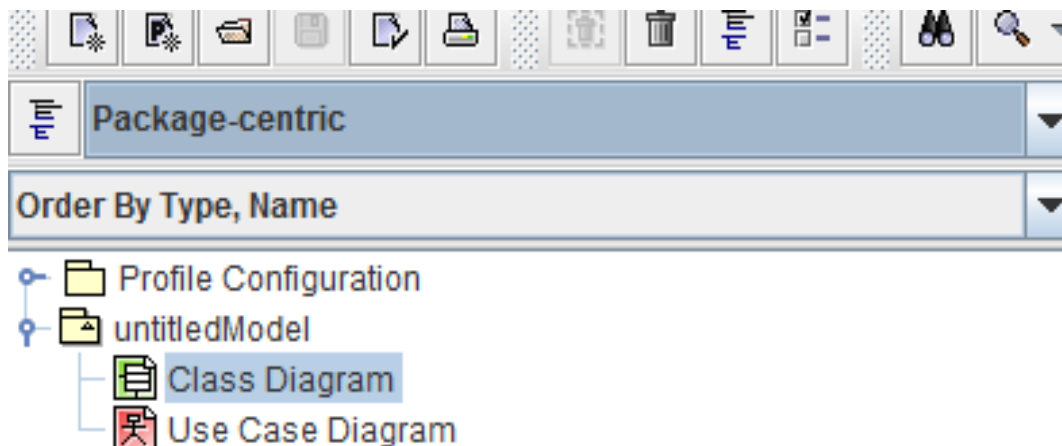 Package-centric
Order By Type, Name
Profile Configuration
untitledModel
Class Diagram
Use Case Diagram